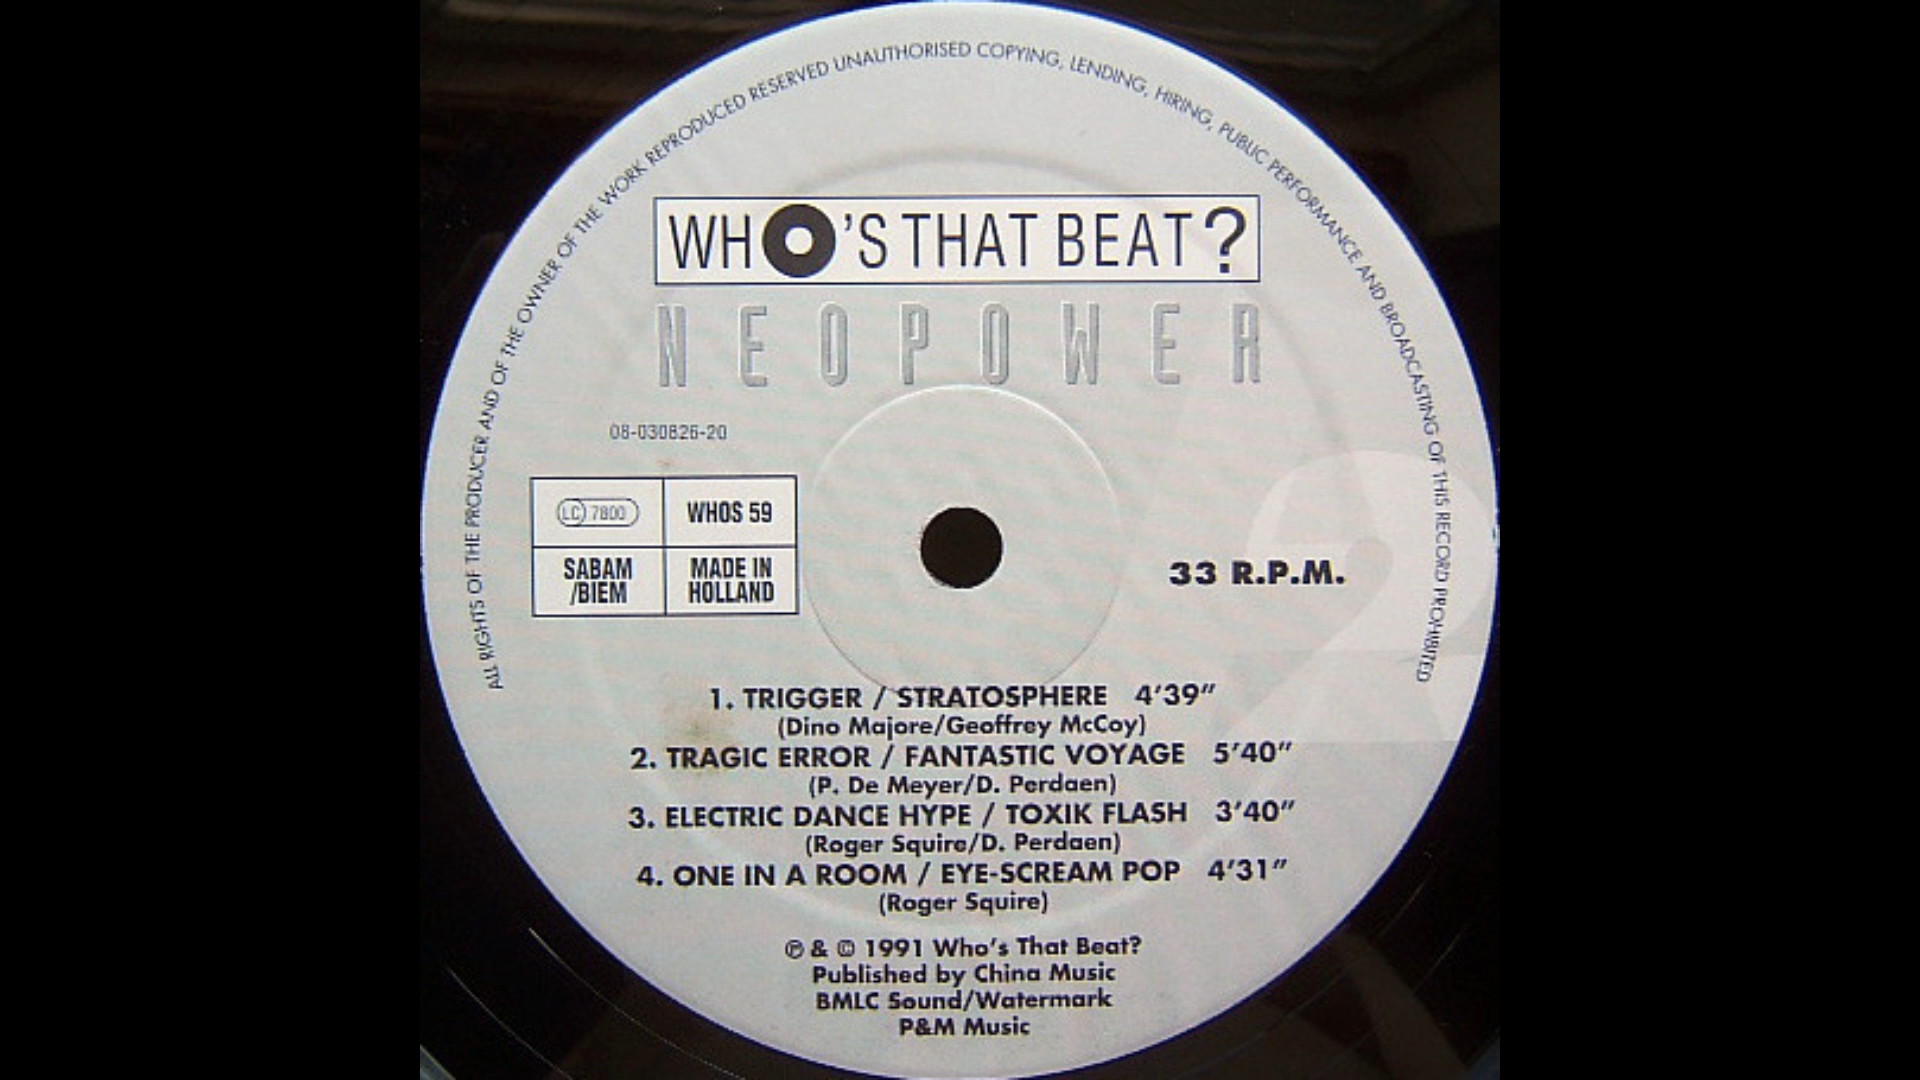 ALL RIGHTS OF THE PRODUCER AND OF THE OWNER OF THE WORK REPRODUCED RESERVED UNAUTHORISED COPYING, LENDING, HIRING, PUBLIC PERFORMANCE AND BROADCASTING OF THIS RECORD PROHIBITED
WHO'S THAT BEAT?
NEOPOWER
08-030826-20
LC 7800
WHOS 59
SABAM
/BIEM
MADE IN
HOLLAND
2
33 R.P.M.
1. TRIGGER / STRATOSPHERE 4'39"
(Dino Majore/Geoffrey McCoy)
2. TRAGIC ERROR / FANTASTIC VOYAGE 5'40"
(P. De Meyer/D. Perdaen)
3. ELECTRIC DANCE HYPE / TOXIK FLASH 3'40"
(Roger Squire/D. Perdaen)
4. ONE IN A ROOM / EYE-SCREAM POP 4'31"
(Roger Squire)
℗ & © 1991 Who's That Beat?
Published by China Music
BMLC Sound/Watermark
P&M Music